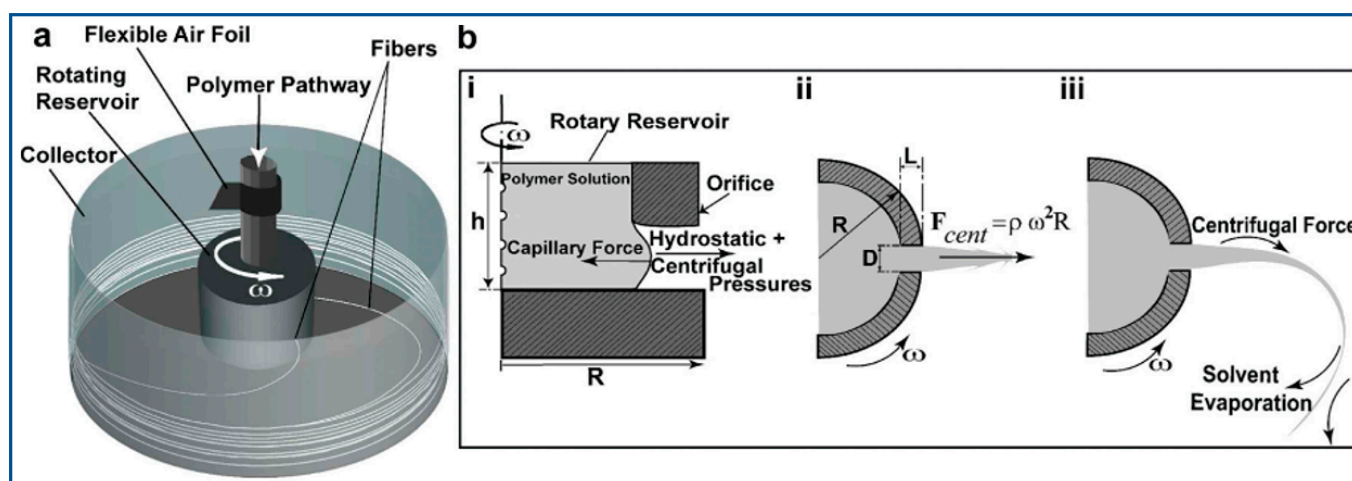 a
Flexible Air Foil
Fibers
Rotating
Reservoir
Polymer Pathway
Collector
ω
b
i
ω
Rotary Reservoir
Polymer Solution
Orifice
h
Capillary Force
Hydrostatic +
Centrifugal
Pressures
R
ii
L
R
F_cent = ρ ω²R
D
ω
iii
Centrifugal Force
ω
Solvent
Evaporation